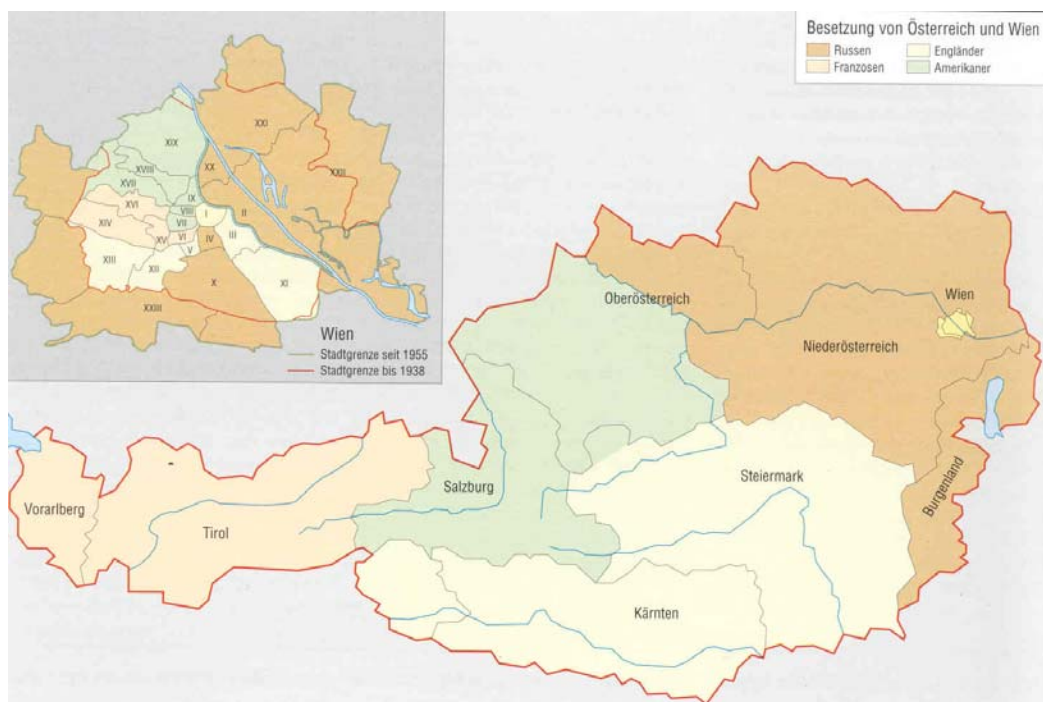 Besetzung von Österreich und Wien
Russen
Engländer
Franzosen
Amerikaner
XXI
XIX
XX
XXII
XVIII
XVII
IX
XVI
VIII
I
II
XIV
VII
XV
VI
IV
III
V
XIII
XII
X
XI
XXIII
Wien
Stadtgrenze seit 1955
Stadtgrenze bis 1938
Oberösterreich
Wien
Niederösterreich
Steiermark
Burgenland
Salzburg
Vorarlberg
Tirol
Kärnten